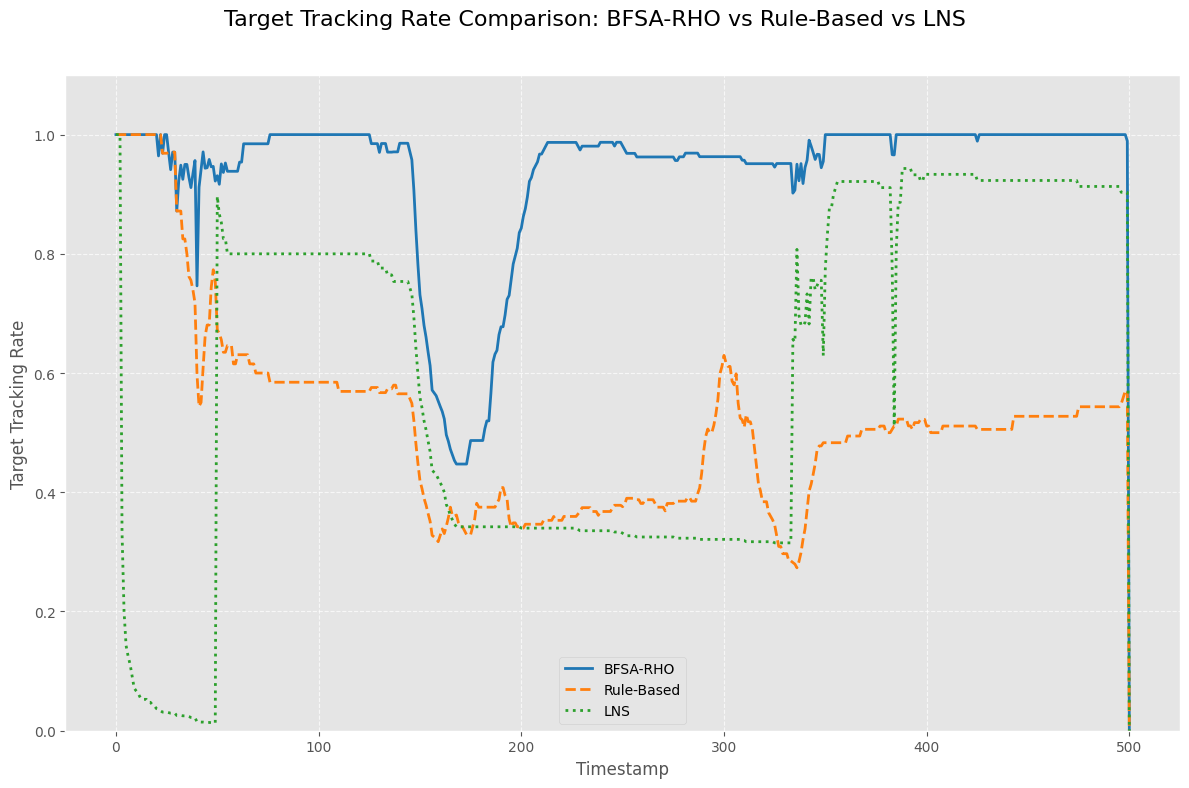 Target Tracking Rate Comparison: BFSA-RHO vs Rule-Based vs LNS
Target Tracking Rate
1.0
0.8
0.6
0.4
0.2
0.0
BFSA-RHO
Rule-Based
LNS
0 100 200 300 400 500
Timestamp